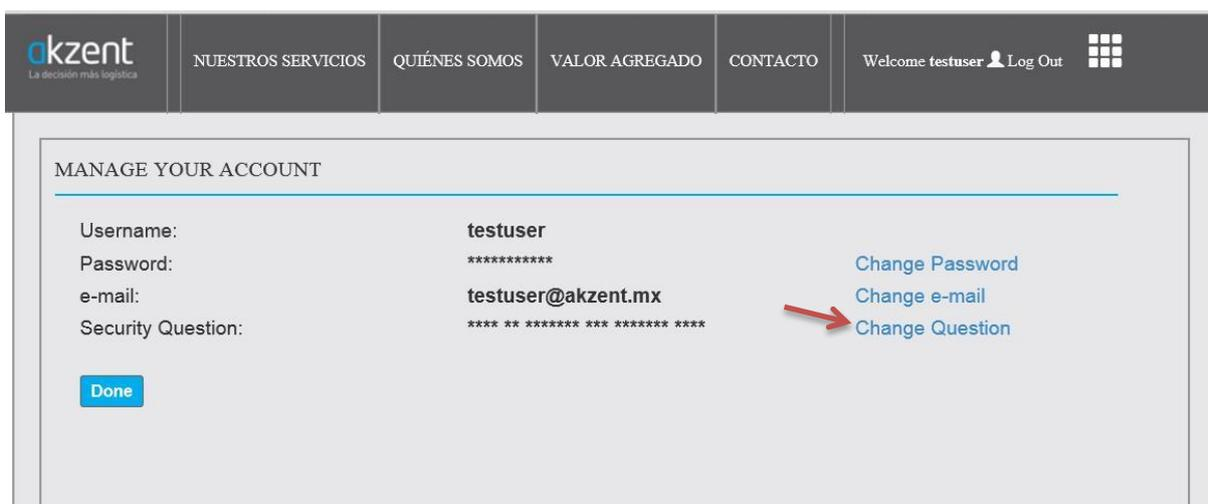 akzent
La decisión más logística
NUESTROS SERVICIOS
QUIÉNES SOMOS
VALOR AGREGADO
CONTACTO
Welcome testuser Log Out
MANAGE YOUR ACCOUNT
Username: testuser
Password: *********** Change Password
e-mail: testuser@akzent.mx Change e-mail
Security Question: **** ** ******* *** ******* **** Change Question
Done